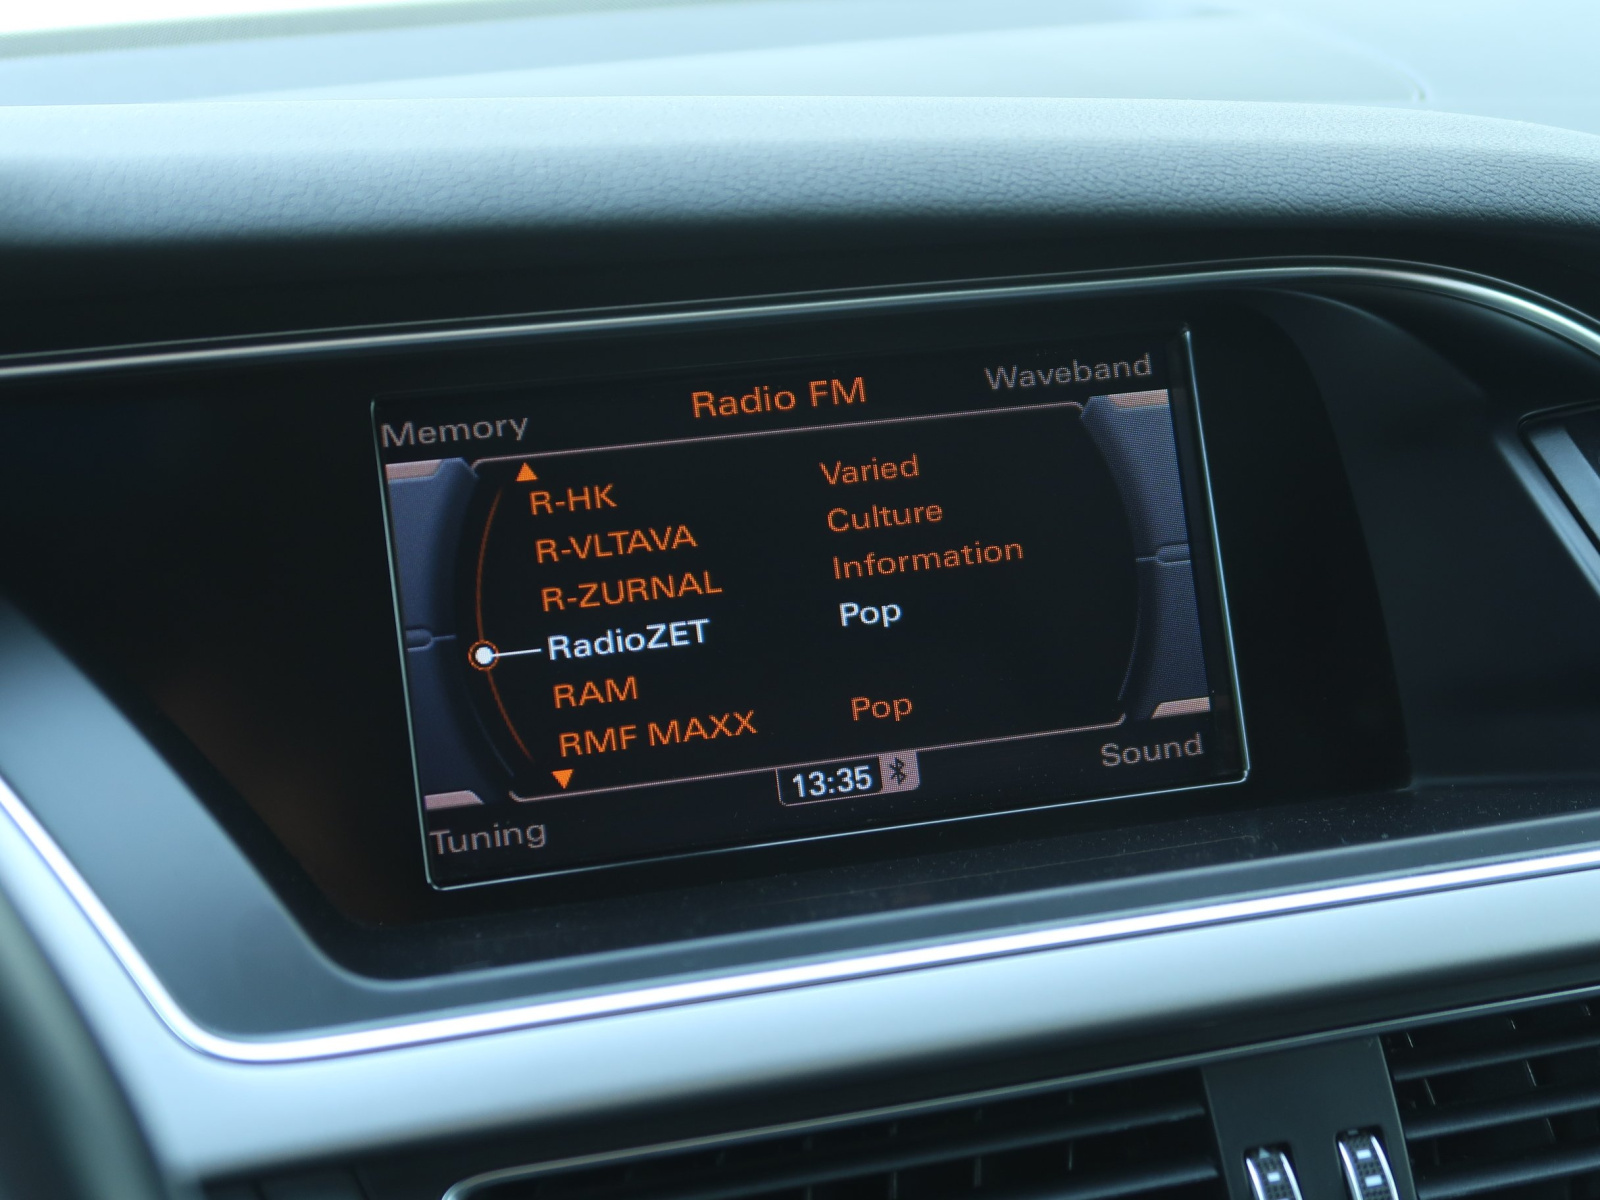 Memory Radio FM Waveband
R-HK Varied
R-VLTAVA Culture
R-ZURNAL Information
RadioZET Pop
RAM
RMF MAXX Pop
13:35
Tuning Sound